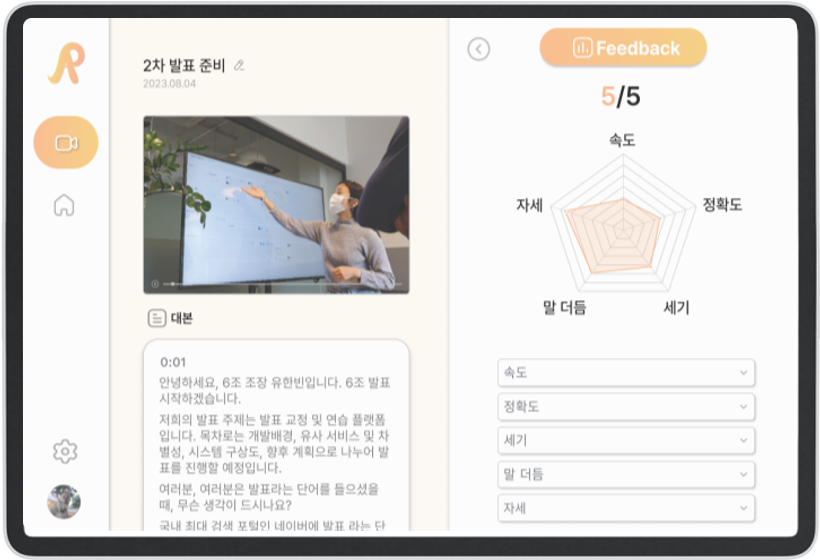 2차 발표 준비
2023.08.04
대본
0:01
안녕하세요, 6조 조장 유한빈입니다. 6조 발표
시작하겠습니다.
저희의 발표 주제는 발표 교정 및 연습 플랫폼
입니다. 목차로는 개발배경, 유사 서비스 및 차
별성, 시스템 구상도, 향후 계획으로 나누어 발
표를 진행할 예정입니다.
여러분, 여러분은 발표라는 단어를 들으셨을
때, 무슨 생각이 드시나요?
국내 최대 검색 포털인 네이버에 발표 라는 단
Feedback
5/5
속도
자세
정확도
말 더듬
세기
속도
정확도
세기
말 더듬
자세